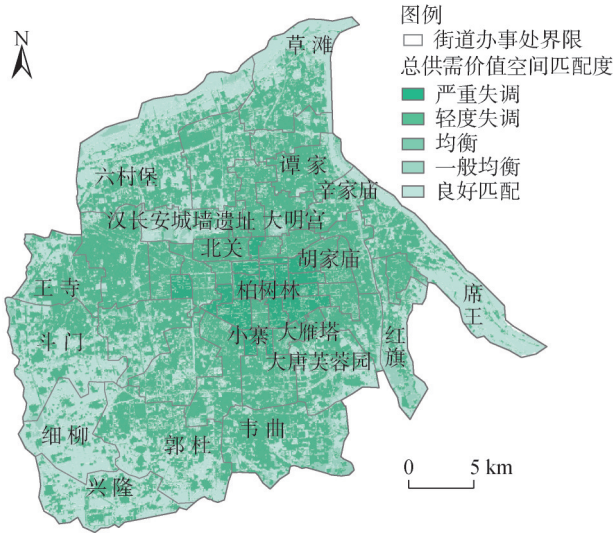 N
图例
街道办事处界限
总供需价值空间匹配度
严重失调
轻度失调
均衡
一般均衡
良好匹配
草滩
谭家
六村堡
辛家庙
汉长安城墙遗址
大明宫
北关
胡家庙
王寺
柏树林
席王
斗门
小寨
大雁塔
红旗
大唐芙蓉园
细柳
郭杜
韦曲
兴隆
0 5 km